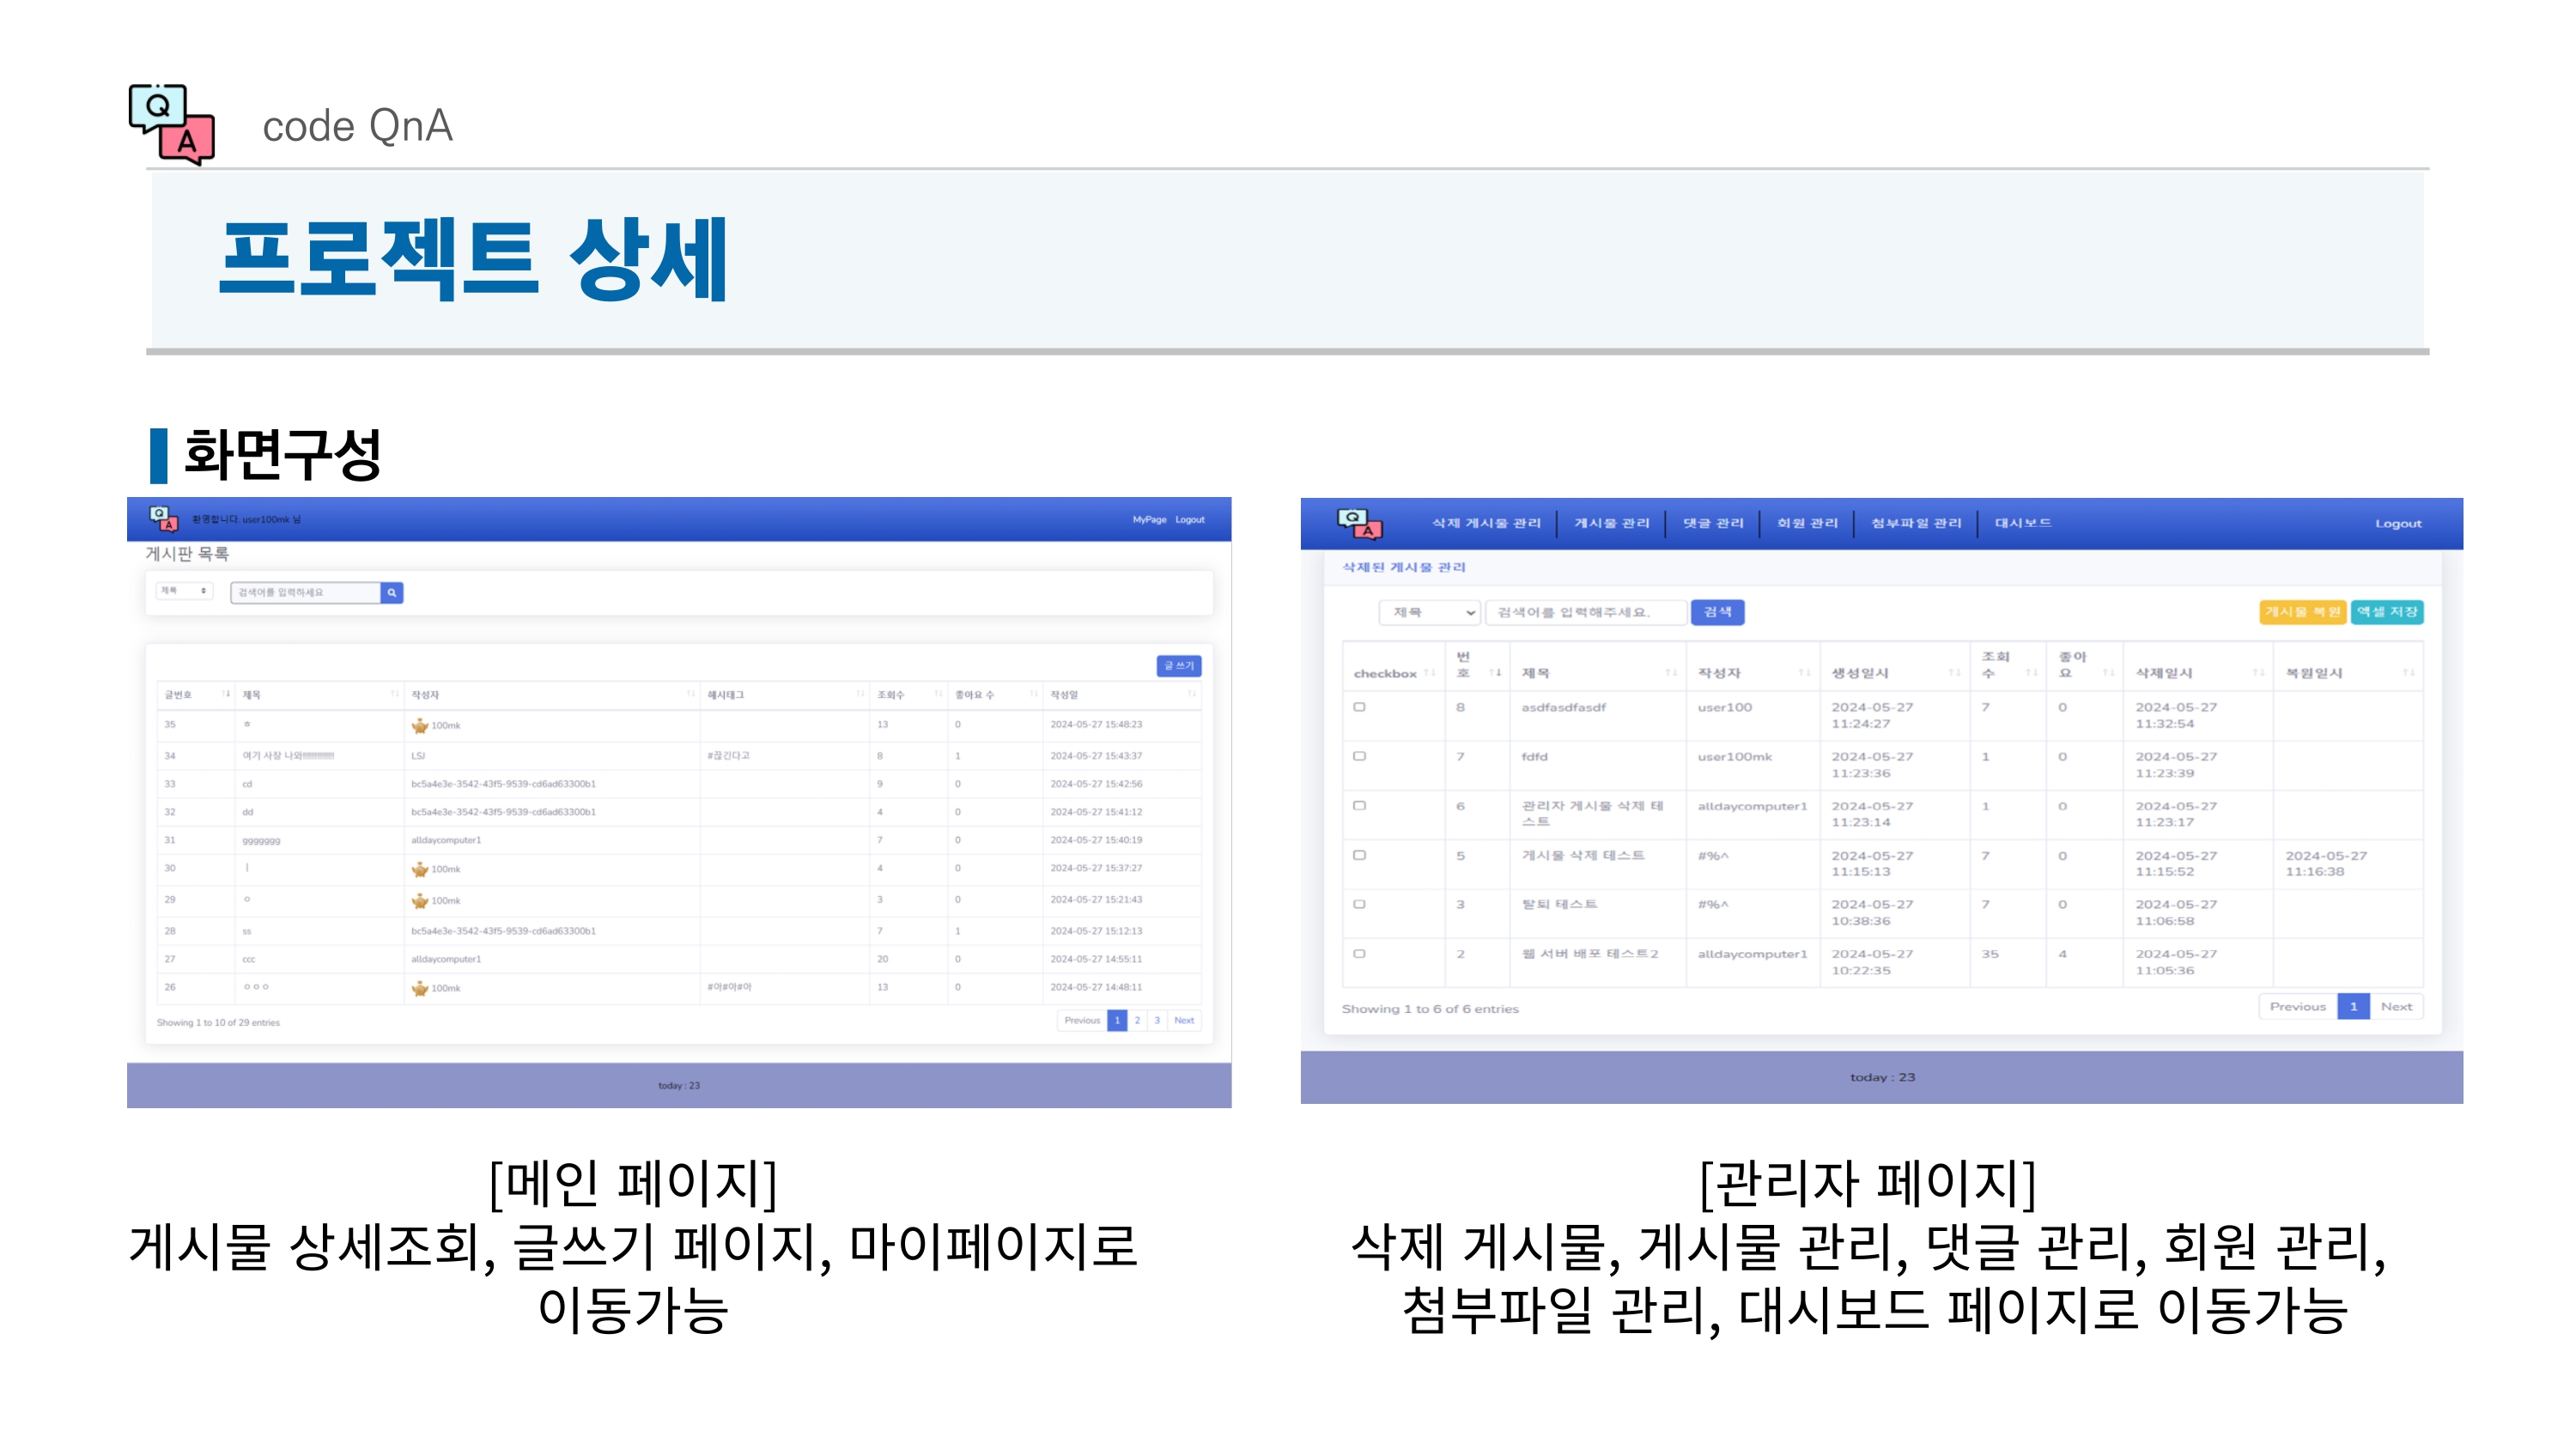 Q
A
code QnA
프로젝트 상세
화면구성
Q
A
환영합니다. user100mk 님
MyPage Logout
게시판 목록
제목
검색어를 입력하세요
글 쓰기
글번호 제목 작성자 해시태그 조회수 좋아요 수 작성일
35 ㅎ 100mk 13 0 2024-05-27 15:48:23
34 여기 사장 나와!!!!!!!!!!!!! LSJ #끊긴다고 8 1 2024-05-27 15:43:37
33 cd bc5a4e3e-3542-43f5-9539-cd6ad63300b1 9 0 2024-05-27 15:42:56
32 dd bc5a4e3e-3542-43f5-9539-cd6ad63300b1 4 0 2024-05-27 15:41:12
31 ggggggg alldaycomputer1 7 0 2024-05-27 15:40:19
30 ㅣ 100mk 4 0 2024-05-27 15:37:27
29 ㅇ 100mk 3 0 2024-05-27 15:21:43
28 ss bc5a4e3e-3542-43f5-9539-cd6ad63300b1 7 1 2024-05-27 15:12:13
27 ccc alldaycomputer1 20 0 2024-05-27 14:55:11
26 ㅇㅇㅇ 100mk #아#아#아 13 0 2024-05-27 14:48:11
Showing 1 to 10 of 29 entries
Previous 1 2 3 Next
today : 23
[메인 페이지]
게시물 상세조회, 글쓰기 페이지, 마이페이지로
이동가능
Q
A
삭제 게시물 관리 게시물 관리 댓글 관리 회원 관리 첨부파일 관리 대시보드
Logout
삭제된 게시물 관리
제목 검색어를 입력해주세요. 검색
게시물 복원 엑셀 저장
checkbox 번호 제목 작성자 생성일시 조회수 좋아요 삭제일시 복원일시
8 asdfasdfasdf user100 2024-05-27 11:24:27 7 0 2024-05-27 11:32:54
7 fdfd user100mk 2024-05-27 11:23:36 1 0 2024-05-27 11:23:39
6 관리자 게시물 삭제 테스트 alldaycomputer1 2024-05-27 11:23:14 1 0 2024-05-27 11:23:17
5 게시물 삭제 테스트 #%^ 2024-05-27 11:15:13 7 0 2024-05-27 11:15:52 2024-05-27 11:16:38
3 탈퇴 테스트 #%^ 2024-05-27 10:38:36 7 0 2024-05-27 11:06:58
2 웹 서버 배포 테스트2 alldaycomputer1 2024-05-27 10:22:35 35 4 2024-05-27 11:05:36
Showing 1 to 6 of 6 entries
Previous 1 Next
today : 23
[관리자 페이지]
삭제 게시물, 게시물 관리, 댓글 관리, 회원 관리,
첨부파일 관리, 대시보드 페이지로 이동가능